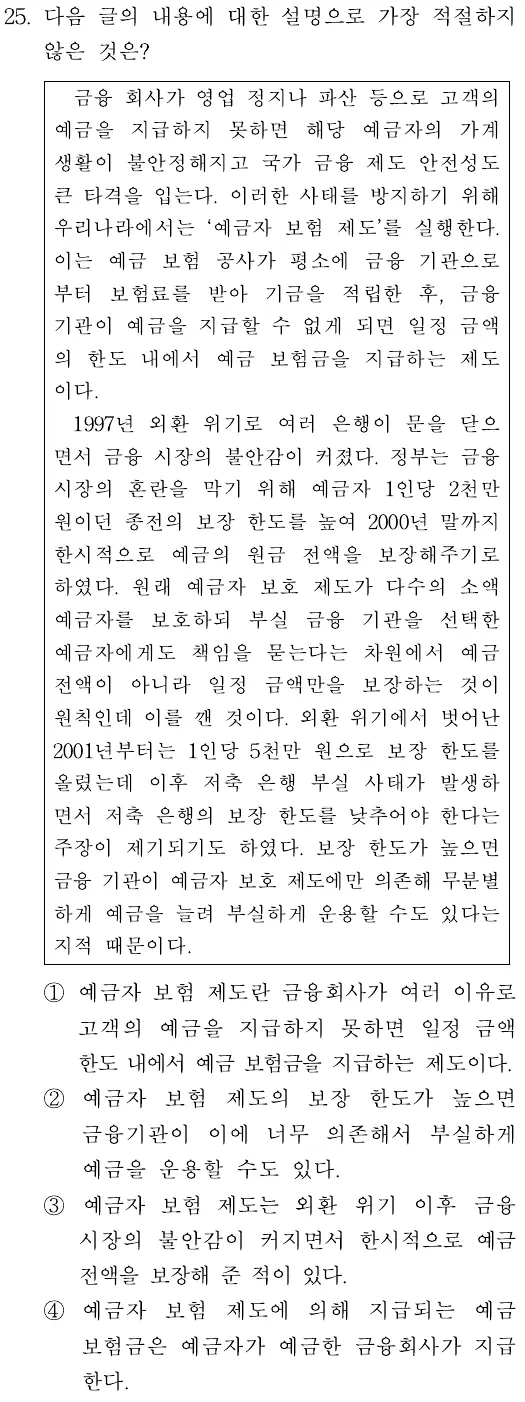 25. 다음 글의 내용에 대한 설명으로 가장 적절하지
않은 것은?
금융 회사가 영업 정지나 파산 등으로 고객의
예금을 지급하지 못하면 해당 예금자의 가계
생활이 불안정해지고 국가 금융 제도 안전성도
큰 타격을 입는다. 이러한 사태를 방지하기 위해
우리나라에서는 ‘예금자 보험 제도’를 실행한다.
이는 예금 보험 공사가 평소에 금융 기관으로
부터 보험료를 받아 기금을 적립한 후, 금융
기관이 예금을 지급할 수 없게 되면 일정 금액
의 한도 내에서 예금 보험금을 지급하는 제도
이다.
1997년 외환 위기로 여러 은행이 문을 닫으
면서 금융 시장의 불안감이 커졌다. 정부는 금융
시장의 혼란을 막기 위해 예금자 1인당 2천만
원이던 종전의 보장 한도를 높여 2000년 말까지
한시적으로 예금의 원금 전액을 보장해주기로
하였다. 원래 예금자 보호 제도가 다수의 소액
예금자를 보호하되 부실 금융 기관을 선택한
예금자에게도 책임을 묻는다는 차원에서 예금
전액이 아니라 일정 금액만을 보장하는 것이
원칙인데 이를 깬 것이다. 외환 위기에서 벗어난
2001년부터는 1인당 5천만 원으로 보장 한도를
올렸는데 이후 저축 은행 부실 사태가 발생하
면서 저축 은행의 보장 한도를 낮추어야 한다는
주장이 제기되기도 하였다. 보장 한도가 높으면
금융 기관이 예금자 보호 제도에만 의존해 무분별
하게 예금을 늘려 부실하게 운용할 수도 있다는
지적 때문이다.
① 예금자 보험 제도란 금융회사가 여러 이유로
고객의 예금을 지급하지 못하면 일정 금액
한도 내에서 예금 보험금을 지급하는 제도이다.
② 예금자 보험 제도의 보장 한도가 높으면
금융기관이 이에 너무 의존해서 부실하게
예금을 운용할 수도 있다.
③ 예금자 보험 제도는 외환 위기 이후 금융
시장의 불안감이 커지면서 한시적으로 예금
전액을 보장해 준 적이 있다.
④ 예금자 보험 제도에 의해 지급되는 예금
보험금은 예금자가 예금한 금융회사가 지급
한다.